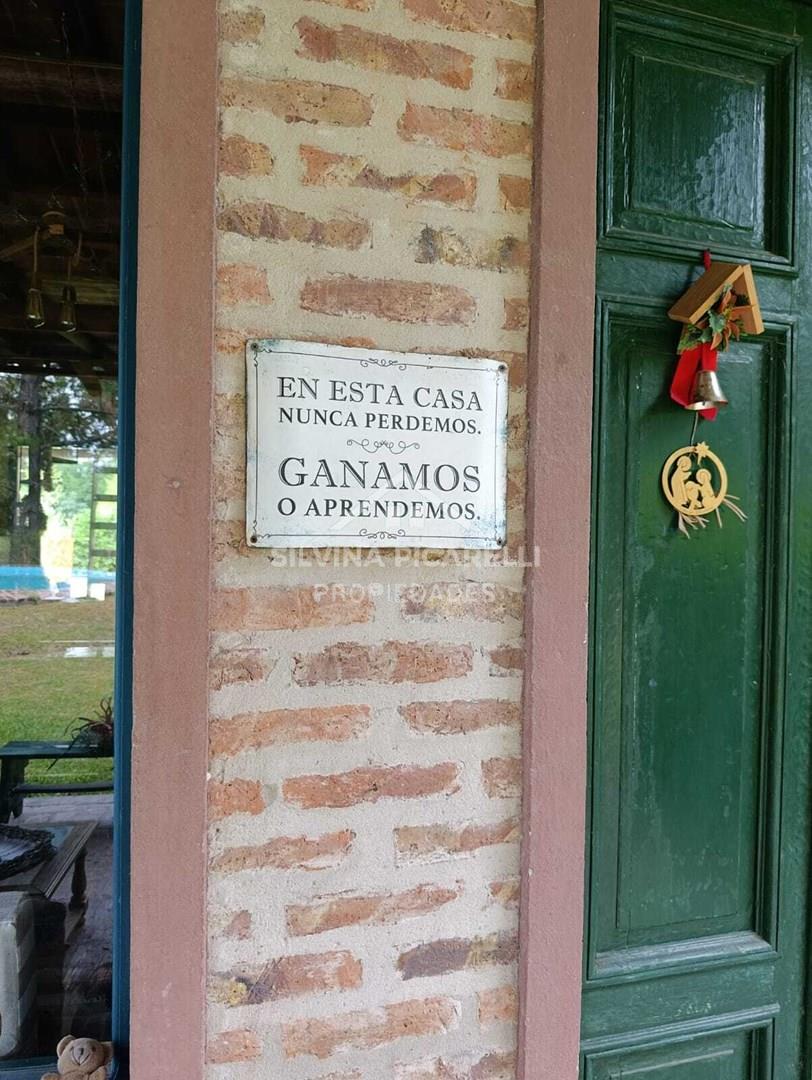 EN ESTA CASA
NUNCA PERDEMOS.
GANAMOS
O APRENDEMOS.
SILVINA PICARELLI
PROPIEDADES